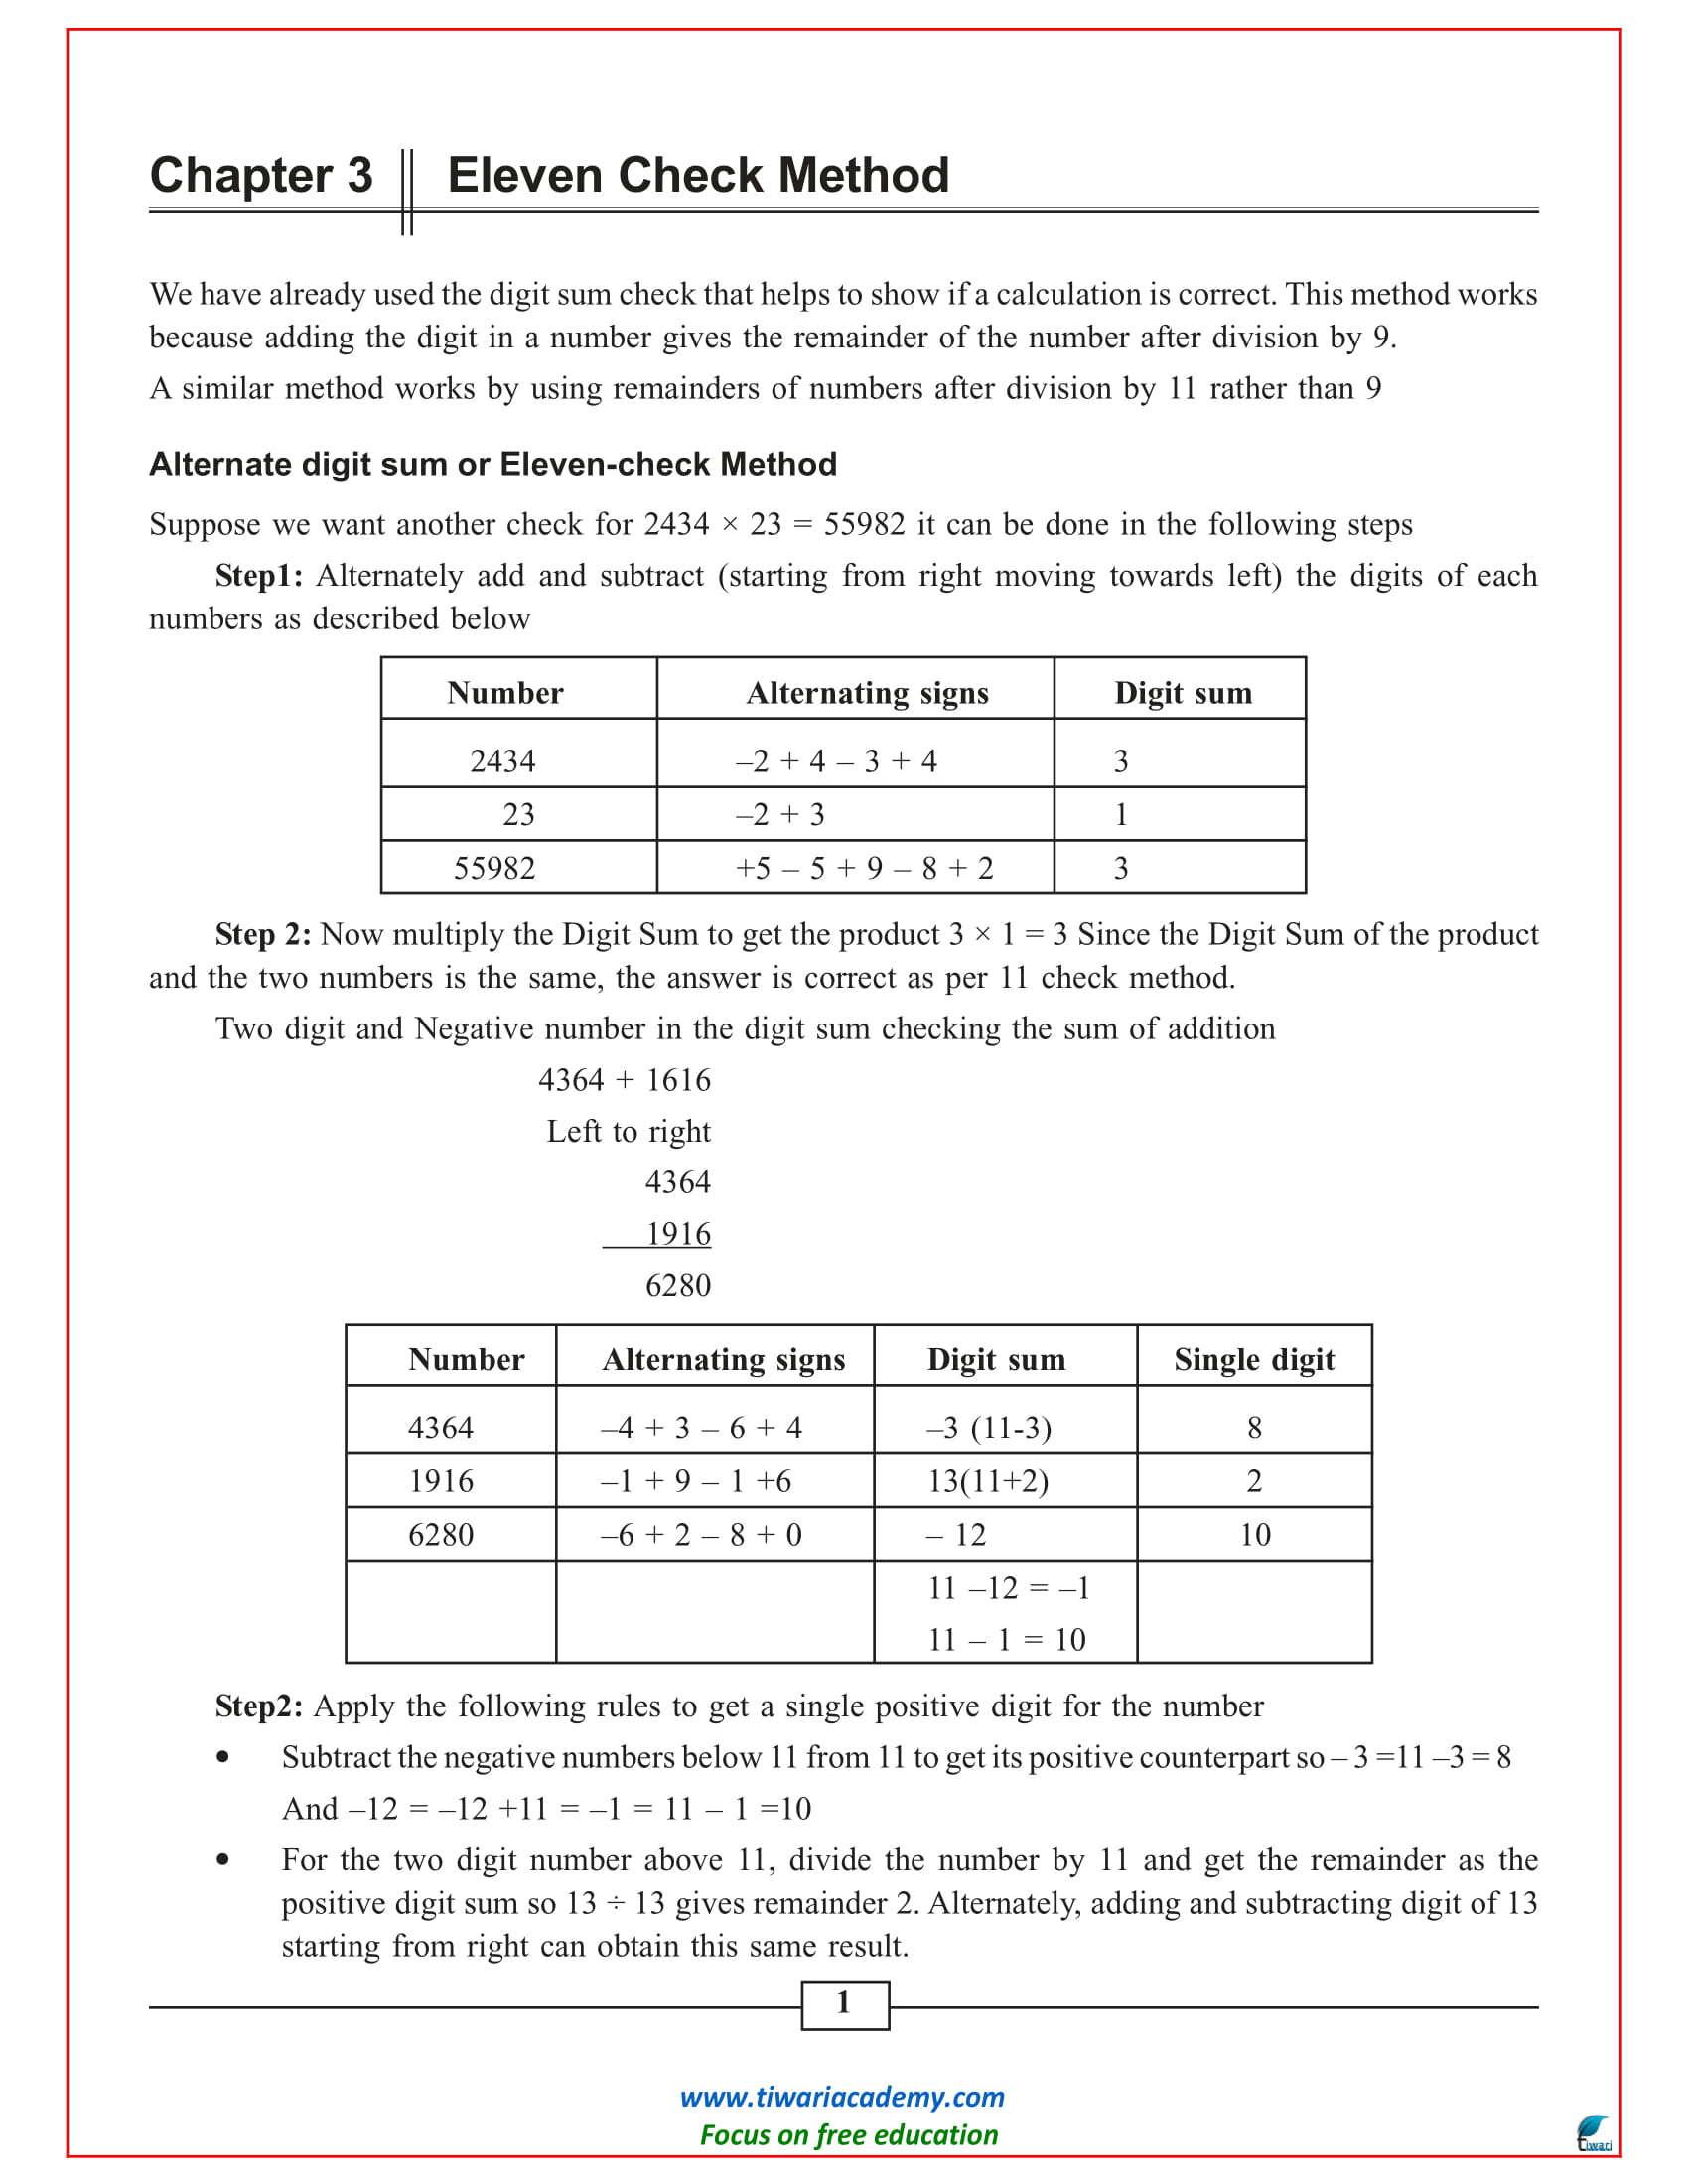 Chapter 3 Eleven Check Method
We have already used the digit sum check that helps to show if a calculation is correct. This method works
because adding the digit in a number gives the remainder of the number after division by 9.
A similar method works by using remainders of numbers after division by 11 rather than 9
Alternate digit sum or Eleven-check Method
Suppose we want another check for 2434 × 23 = 55982 it can be done in the following steps
Step1: Alternately add and subtract (starting from right moving towards left) the digits of each
numbers as described below
Number Alternating signs Digit sum
2434 –2 + 4 – 3 + 4 3
23 –2 + 3 1
55982 +5 – 5 + 9 – 8 + 2 3
Step 2: Now multiply the Digit Sum to get the product 3 × 1 = 3 Since the Digit Sum of the product
and the two numbers is the same, the answer is correct as per 11 check method.
Two digit and Negative number in the digit sum checking the sum of addition
4364 + 1616
Left to right
4364
1916
6280
Number Alternating signs Digit sum Single digit
4364 –4 + 3 – 6 + 4 –3 (11-3) 8
1916 –1 + 9 – 1 +6 13(11+2) 2
6280 –6 + 2 – 8 + 0 – 12 10
11 –12 = –1
11 – 1 = 10
Step2: Apply the following rules to get a single positive digit for the number
• Subtract the negative numbers below 11 from 11 to get its positive counterpart so – 3 =11 –3 = 8
And –12 = –12 +11 = –1 = 11 – 1 =10
• For the two digit number above 11, divide the number by 11 and get the remainder as the
positive digit sum so 13 ÷ 13 gives remainder 2. Alternately, adding and subtracting digit of 13
starting from right can obtain this same result.
1
www.tiwariacademy.com
Focus on free education
Tiwari